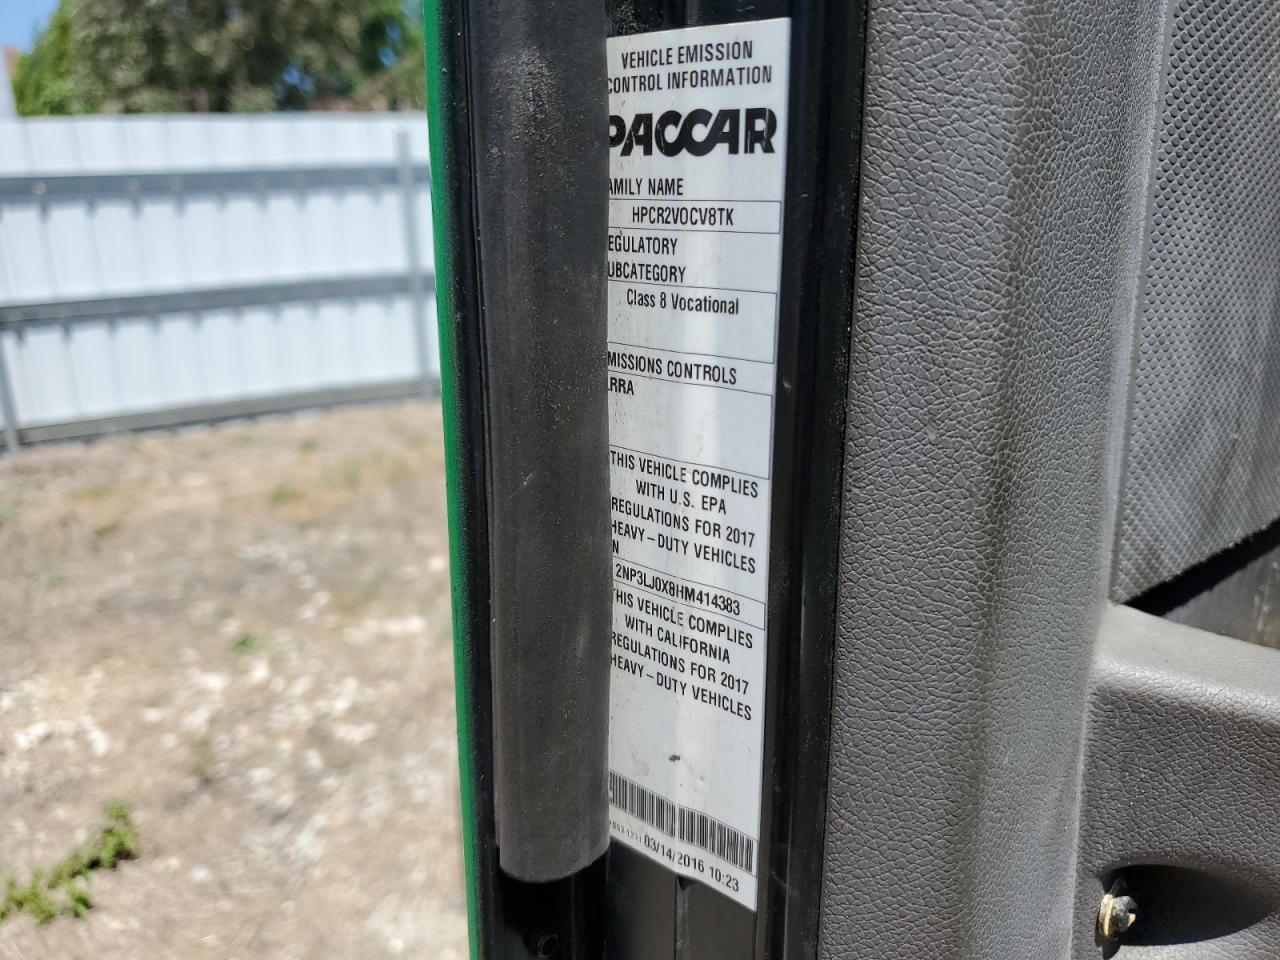 VEHICLE EMISSION
CONTROL INFORMATION
PACCAR
AMILY NAME
HPCR2VOCV8TK
EGULATORY
UBCATEGORY
Class 8 Vocational
MISSIONS CONTROLS
RRA
THIS VEHICLE COMPLIES
WITH U.S. EPA
REGULATIONS FOR 2017
HEAVY-DUTY VEHICLES
N
2NP3LJ0X8HM414383
THIS VEHICLE COMPLIES
WITH CALIFORNIA
REGULATIONS FOR 2017
HEAVY-DUTY VEHICLES
03/14/2016 10:23